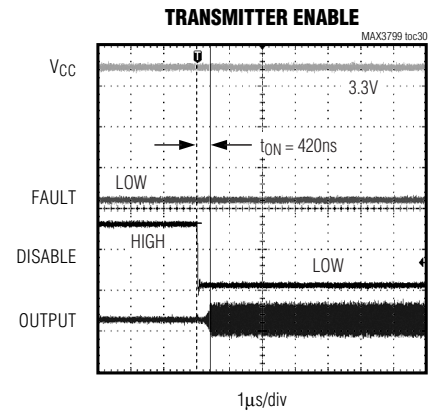 TRANSMITTER ENABLE
MAX3799 toc30
VCC
3.3V
tON = 420ns
LOW
FAULT
HIGH
DISABLE
LOW
OUTPUT
1µs/div